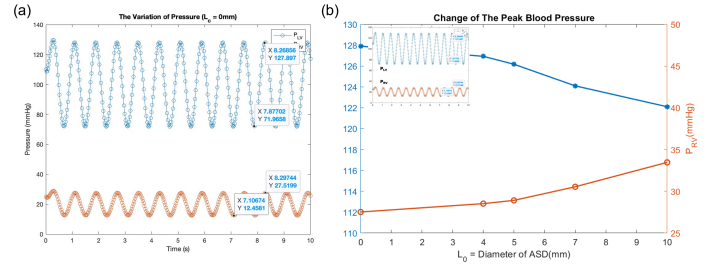 (a)
The Variation of Pressure (L0 = 0mm)
140
120
100
80
60
40
20
0
Pressure (mmHg)
0 1 2 3 4 5 6 7 8 9 10
Time (s)
PLV
X 8.26856
Y 127.897
X 7.87702
Y 71.9658
X 8.29744
Y 27.5199
X 7.10674
Y 12.4581
(b)
Change of The Peak Blood Pressure
130
128
126
124
122
120
118
116
114
112
110
PLV
PRV
0 1 2 3 4 5 6 7 8 9 10
L0 = Diameter of ASD(mm)
50
45
40
35
30
25
PRV(mmHg)